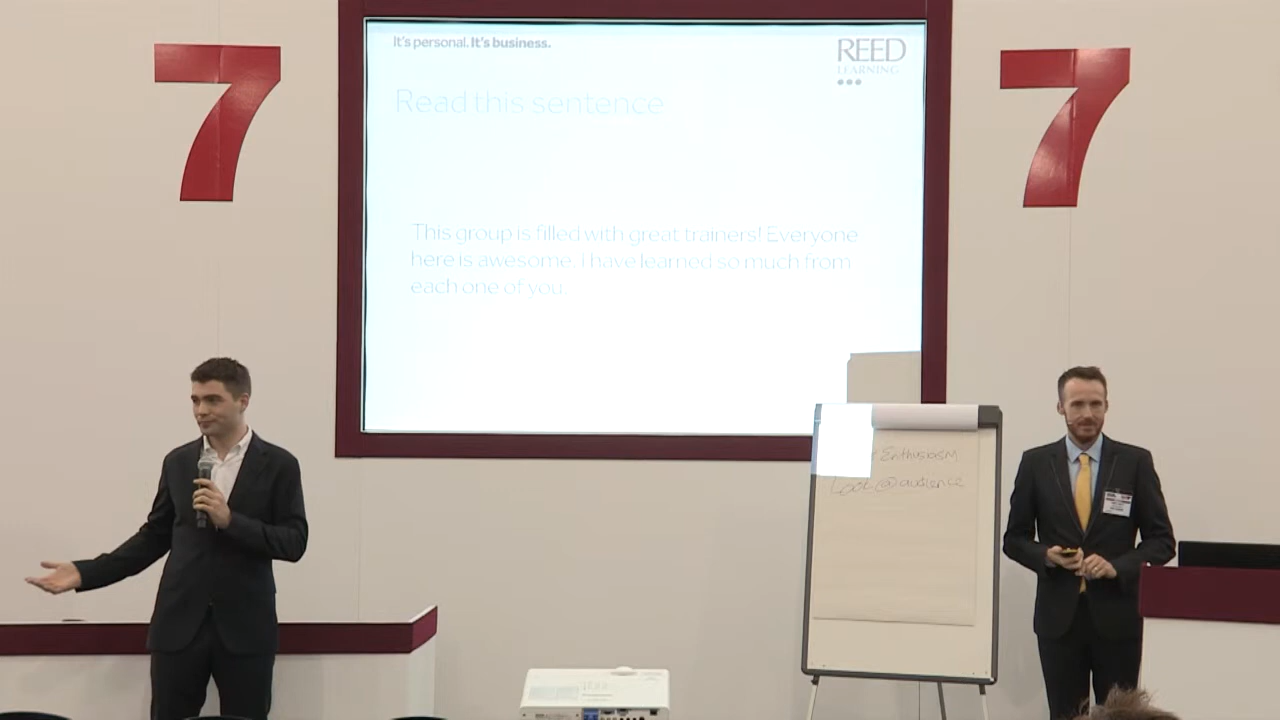 7
It's personal. It's business.
REED
LEARNING
7
Read this sentence
This group is filled with great trainers! Everyone
here is awesome. I have learned so much from
each one of you.
Enthusiasm
Look @ audience